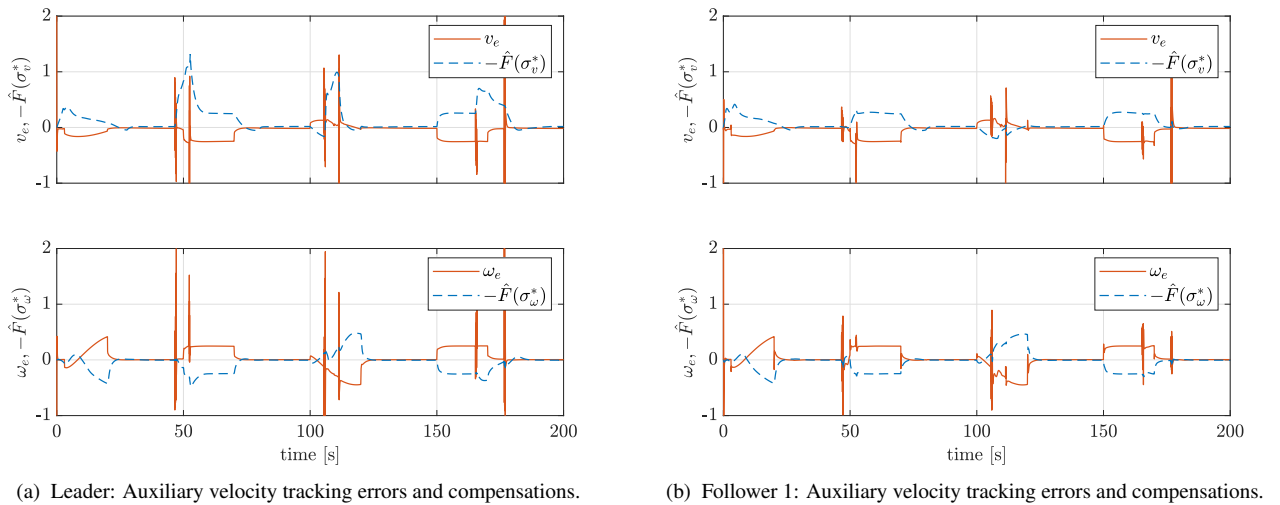 2
1
0
-1
v_e, -F̂(σ_v^*)
v_e
-F̂(σ_v^*)
2
1
0
-1
ω_e, -F̂(σ_ω^*)
ω_e
-F̂(σ_ω^*)
0 50 100 150 200
time [s]
(a) Leader: Auxiliary velocity tracking errors and compensations.
2
1
0
-1
v_e, -F̂(σ_v^*)
v_e
-F̂(σ_v^*)
2
1
0
-1
ω_e, -F̂(σ_ω^*)
ω_e
-F̂(σ_ω^*)
0 50 100 150 200
time [s]
(b) Follower 1: Auxiliary velocity tracking errors and compensations.